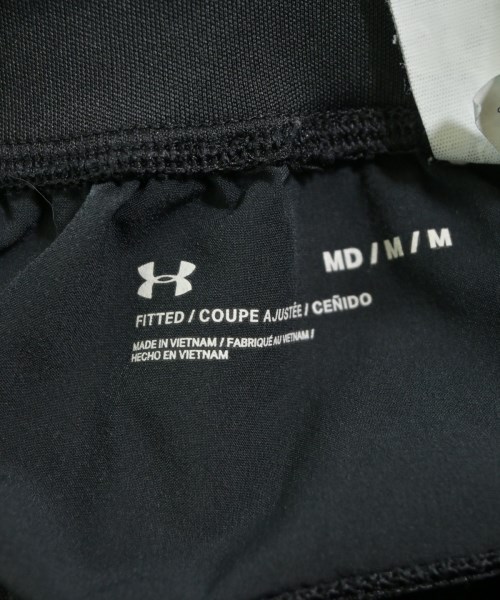 MD / M / M
FITTED / COUPE AJUSTÉE / CEÑIDO
MADE IN VIETNAM / FABRIQUÉ AU VIETNAM /
HECHO EN VIETNAM